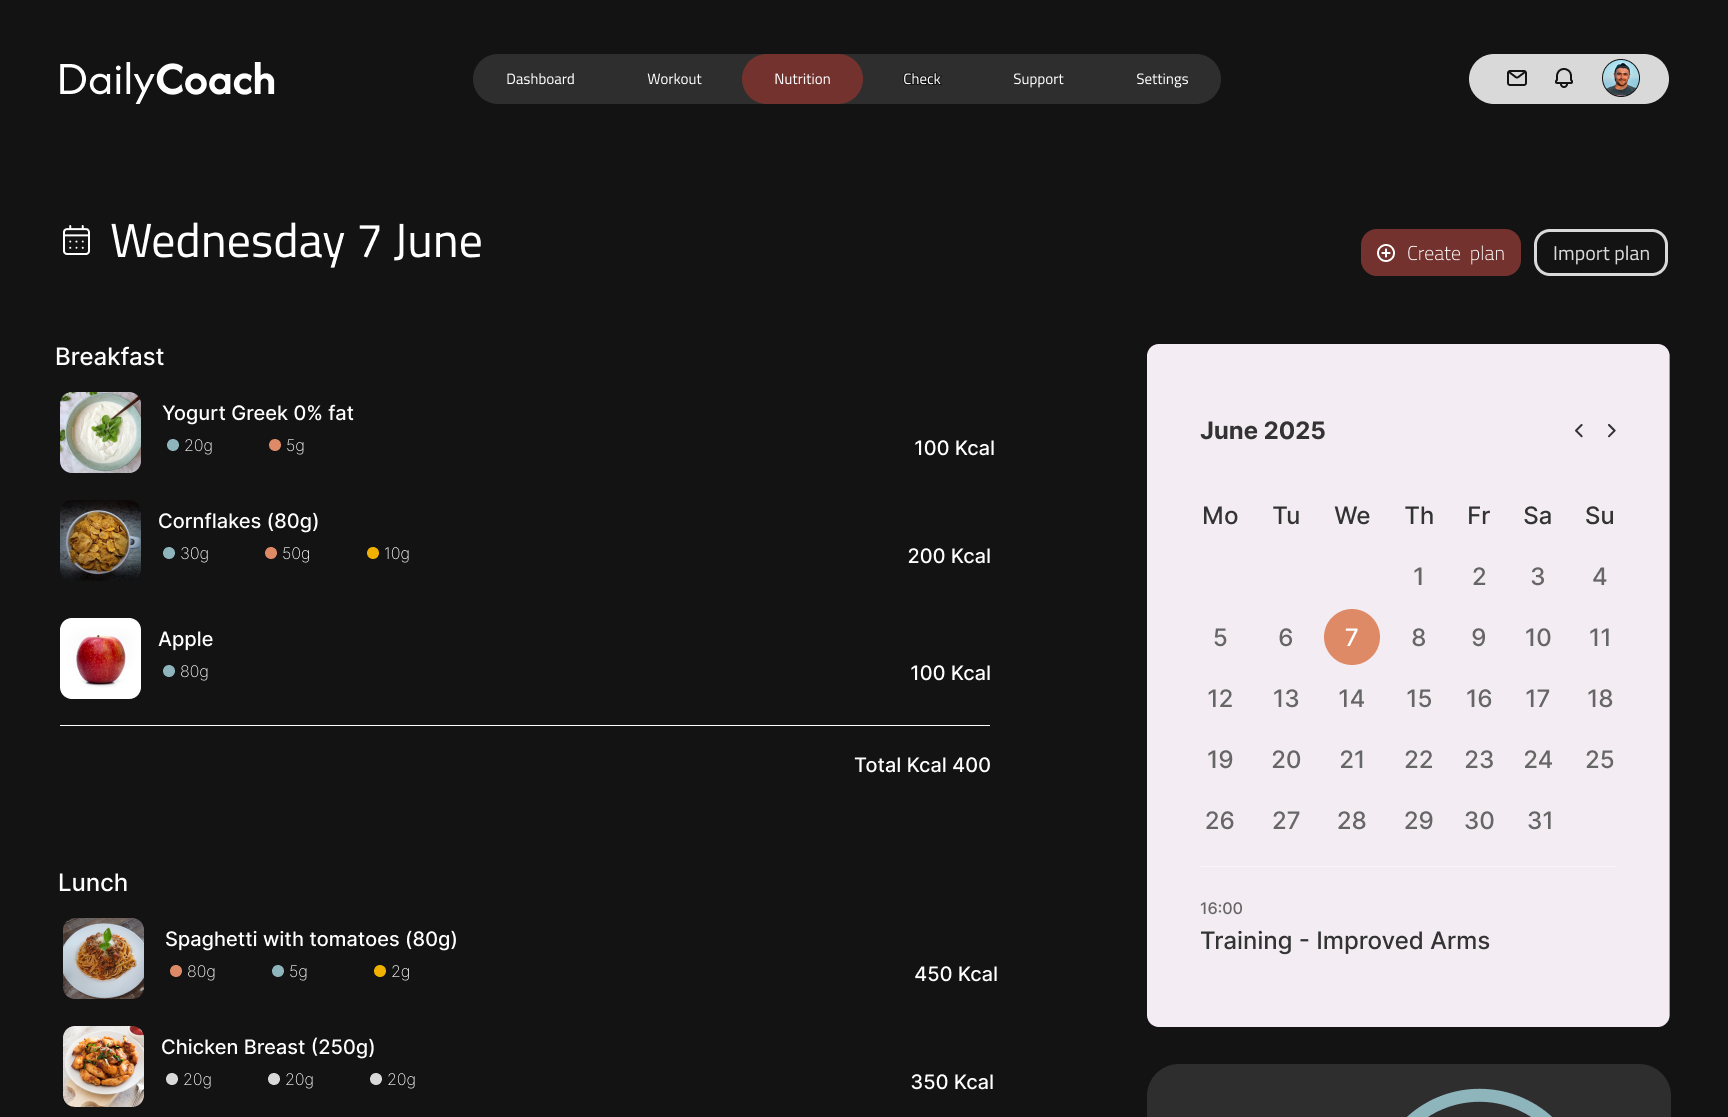 DailyCoach
Dashboard Workout Nutrition Check Support Settings
Wednesday 7 June
Create plan
Import plan
Breakfast
Yogurt Greek 0% fat
20g 5g
100 Kcal
Cornflakes (80g)
30g 50g 10g
200 Kcal
Apple
80g
100 Kcal
Total Kcal 400
Lunch
Spaghetti with tomatoes (80g)
80g 5g 2g
450 Kcal
Chicken Breast (250g)
20g 20g 20g
350 Kcal
June 2025
Mo Tu We Th Fr Sa Su
1 2 3 4
5 6 7 8 9 10 11
12 13 14 15 16 17 18
19 20 21 22 23 24 25
26 27 28 29 30 31
16:00
Training - Improved Arms